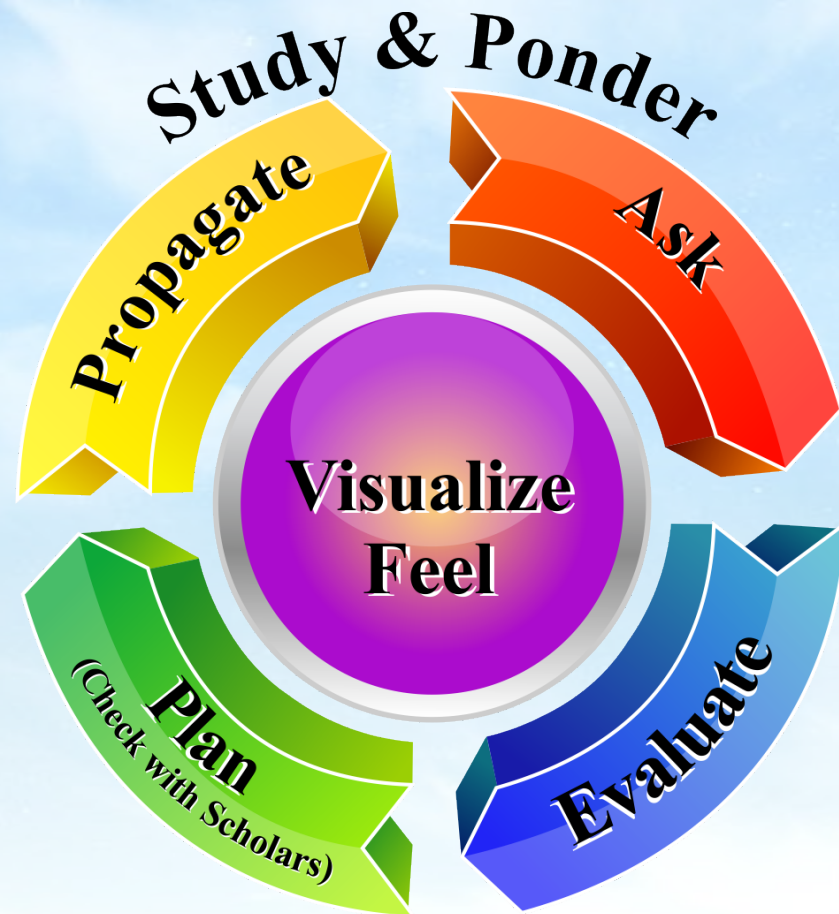 Study & Ponder
Propagate
Ask
Visualize
Feel
Plan
(Check with Scholars)
Evaluate